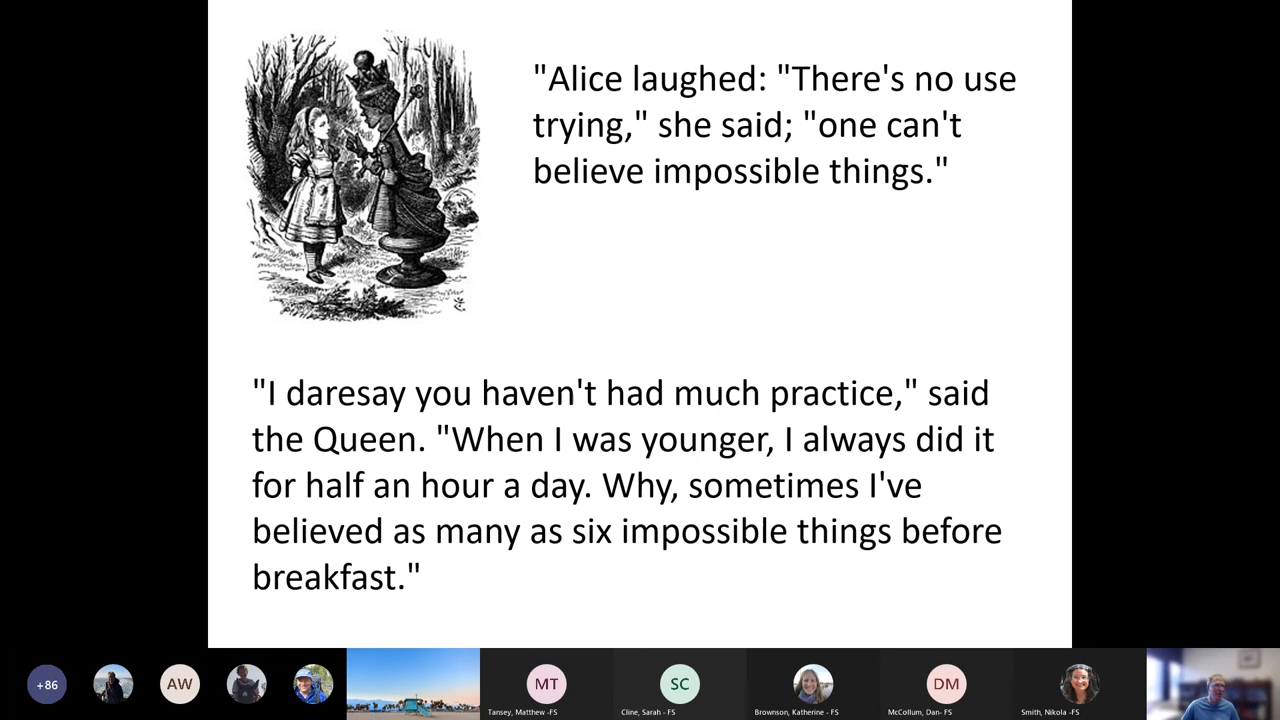 "Alice laughed: "There's no use
trying," she said; "one can't
believe impossible things."
"I daresay you haven't had much practice," said
the Queen. "When I was younger, I always did it
for half an hour a day. Why, sometimes I've
believed as many as six impossible things before
breakfast."
+86
AW
MT
SC
DM
Tansey, Matthew -FS
Cline, Sarah - FS
Brownson, Katherine - FS
McCollum, Dan- FS
Smith, Nikola -FS